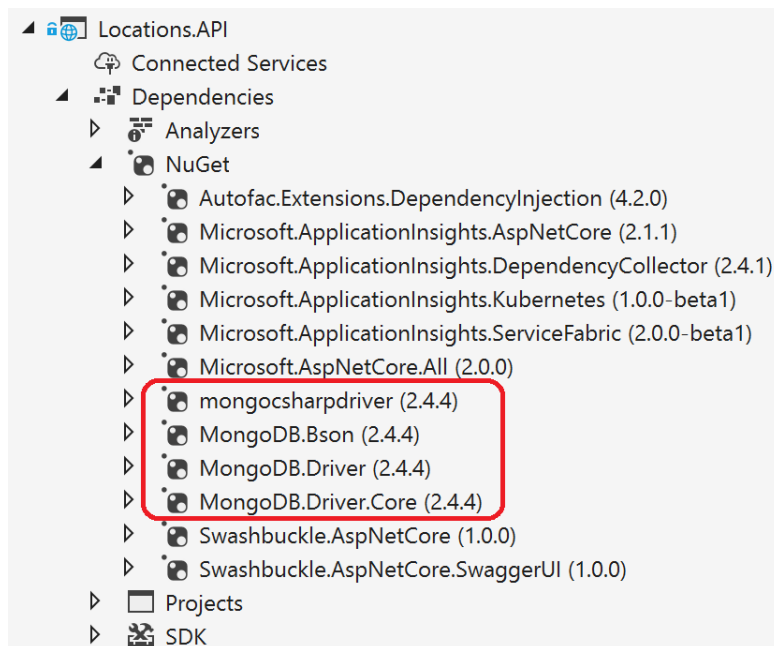 Locations.API
Connected Services
Dependencies
Analyzers
NuGet
Autofac.Extensions.DependencyInjection (4.2.0)
Microsoft.ApplicationInsights.AspNetCore (2.1.1)
Microsoft.ApplicationInsights.DependencyCollector (2.4.1)
Microsoft.ApplicationInsights.Kubernetes (1.0.0-beta1)
Microsoft.ApplicationInsights.ServiceFabric (2.0.0-beta1)
Microsoft.AspNetCore.All (2.0.0)
mongocsharpdriver (2.4.4)
MongoDB.Bson (2.4.4)
MongoDB.Driver (2.4.4)
MongoDB.Driver.Core (2.4.4)
Swashbuckle.AspNetCore (1.0.0)
Swashbuckle.AspNetCore.SwaggerUI (1.0.0)
Projects
SDK